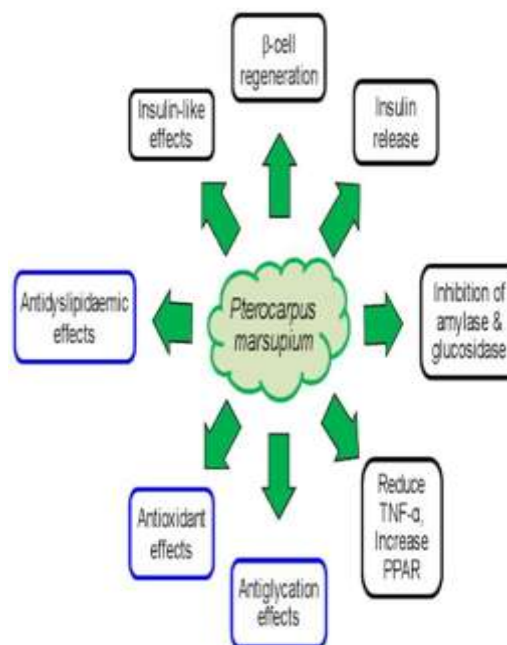 β-cell
regeneration
Insulin-like
effects
Insulin
release
Antidyslipidaemic
effects
Pterocarpus
marsupium
Inhibition of
amylase &
glucosidase
Antioxidant
effects
Antiglycation
effects
Reduce
TNF-α,
Increase
PPAR